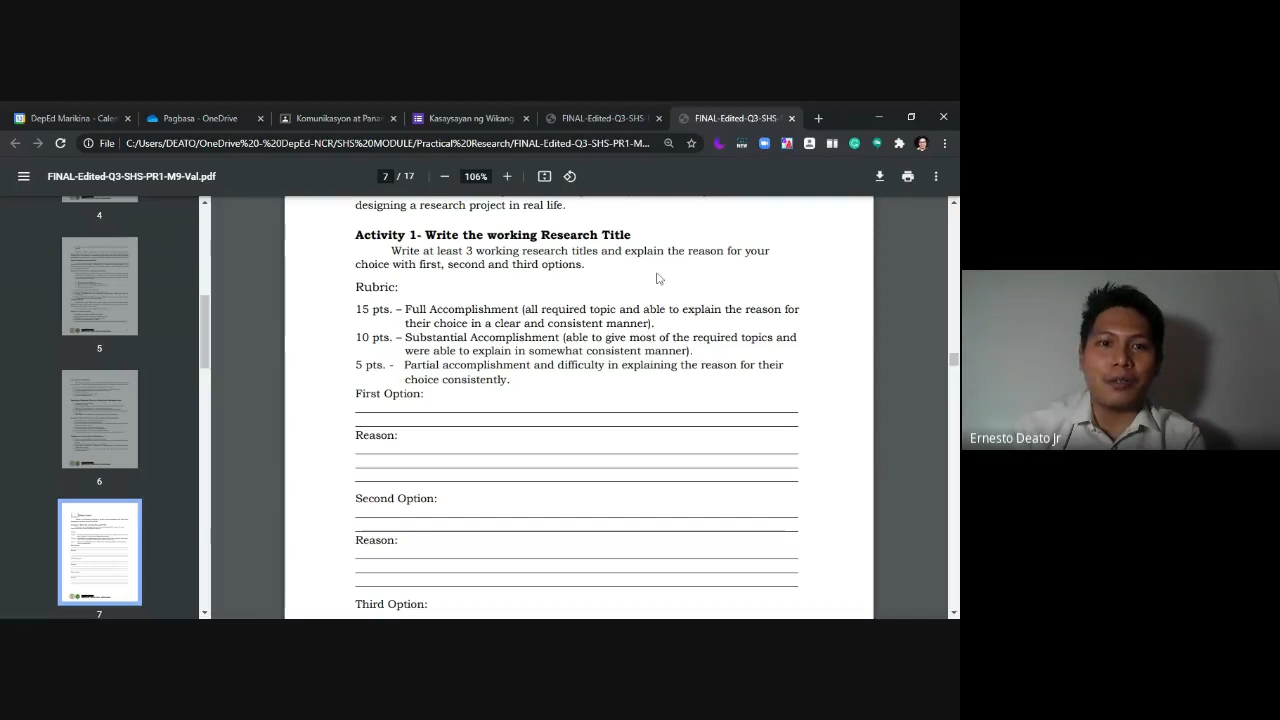 DepEd Marikina - Cale
Pagbasa - OneDrive
Komunikasyon at Panan
Kasaysayan ng Wikang
FINAL-Edited-Q3-SHS-
FINAL-Edited-Q3-SHS-
File
C:/Users/DEATO/OneDrive%20-%20DepEd-NCR/SHS%20MODULE/Practical%20Research/FINAL-Edited-Q3-SHS-PR1-M...
FINAL-Edited-Q3-SHS-PR1-M9-Val.pdf
7 / 17
106%
4
5
6
7
designing a research project in real life.
Activity 1- Write the working Research Title
Write at least 3 working research titles and explain the reason for your
choice with first, second and third options.
Rubric:
15 pts. – Full Accomplishment (all required topic and able to explain the reason for
their choice in a clear and consistent manner).
10 pts. – Substantial Accomplishment (able to give most of the required topics and
were able to explain in somewhat consistent manner).
5 pts. - Partial accomplishment and difficulty in explaining the reason for their
choice consistently.
First Option:
Reason:
Second Option:
Reason:
Third Option:
Ernesto Deato Jr